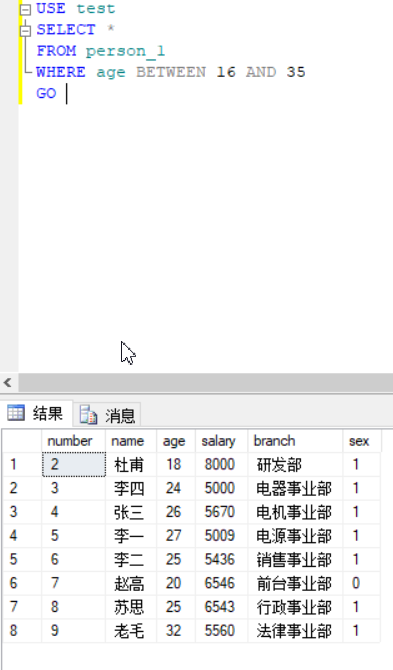 USE test
SELECT *
FROM person_1
WHERE age BETWEEN 16 AND 35
GO
结果 消息
number name age salary branch sex
1 2 杜甫 18 8000 研发部 1
2 3 李四 24 5000 电器事业部 1
3 4 张三 26 5670 电机事业部 1
4 5 李一 27 5009 电源事业部 1
5 6 李二 25 5436 销售事业部 1
6 7 赵高 20 6546 前台事业部 0
7 8 苏思 25 6543 行政事业部 1
8 9 老毛 32 5560 法律事业部 1